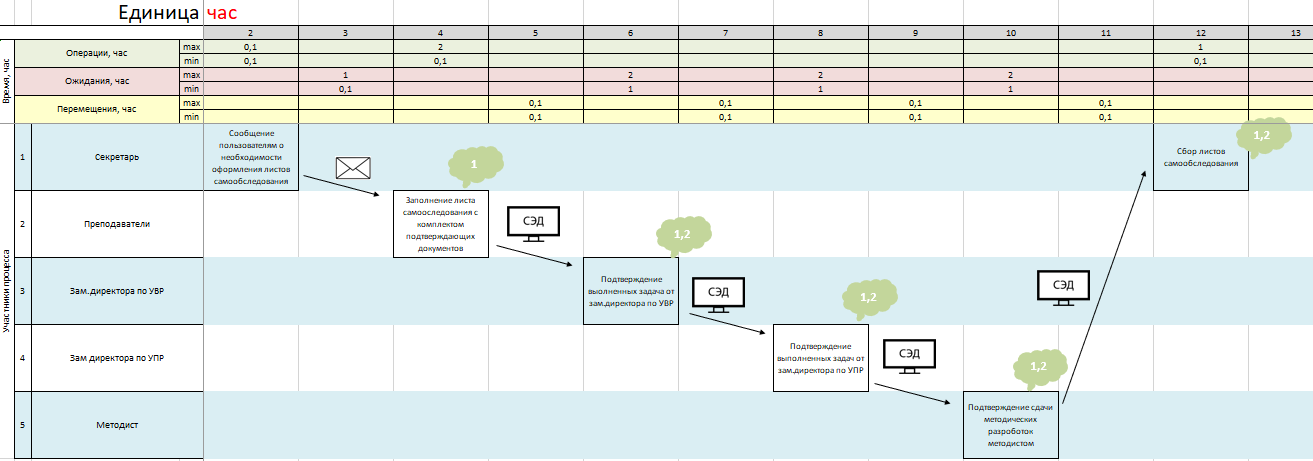 Единица час
2 3 4 5 6 7 8 9 10 11 12 13
Время, час
Операции, час
max 0,1 2 1
min 0,1 0,1 0,1
Ожидания, час
max 1 2 2 2
min 0,1 1 1 1
Перемещения, час
max 0,1 0,1 0,1 0,1
min 0,1 0,1 0,1 0,1
Участники процесса
1 Секретарь
Сообщение
пользователям о
необходимости
оформления листов
самообследования
1
Сбор листов
самообследования
1,2
2 Преподаватели
Заполнение листа
самооследования с
комплектом
подтверждающих
документов
СЭД
1,2
3 Зам.директора по УВР
Подтверждение
выолненных задача от
зам.директора по УВР
СЭД
1,2
СЭД
4 Зам директора по УПР
Подтверждение
выполненных задач от
зам.директора по УПР
СЭД
1,2
5 Методист
Подтверждение сдачи
методических
разроботок
методистом